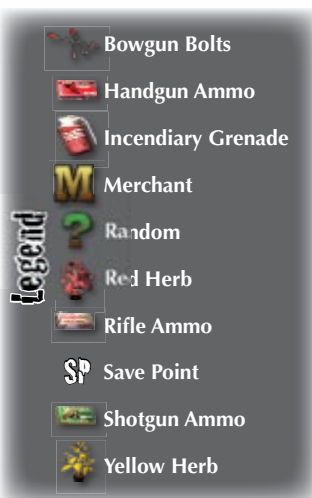 Legend
Bowgun Bolts
Handgun Ammo
Incendiary Grenade
M Merchant
? Random
Red Herb
Rifle Ammo
SP Save Point
Shotgun Ammo
Yellow Herb